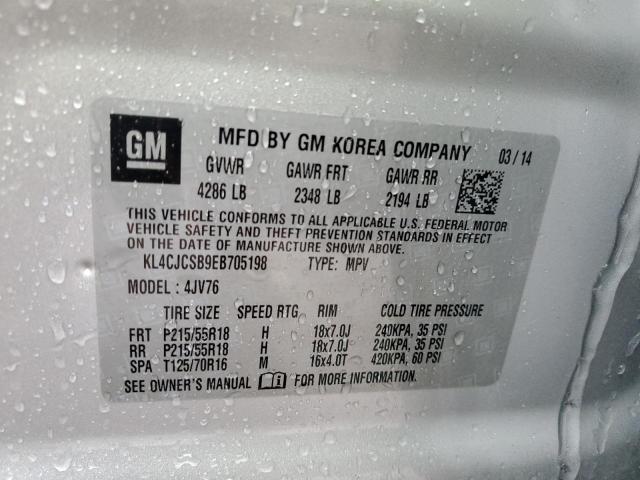 GM
MFD BY GM KOREA COMPANY 03 / 14
GVWR GAWR FRT GAWR RR
4286 LB 2348 LB 2194 LB
THIS VEHICLE CONFORMS TO ALL APPLICABLE U.S. FEDERAL MOTOR
VEHICLE SAFETY AND THEFT PREVENTION STANDARDS IN EFFECT
ON THE DATE OF MANUFACTURE SHOWN ABOVE.
KL4CJCSB9EB705198 TYPE: MPV
MODEL : 4JV76
TIRE SIZE SPEED RTG RIM COLD TIRE PRESSURE
FRT P215/55R18 H 18x7.0J 240KPA, 35 PSI
RR P215/55R18 H 18x7.0J 240KPA, 35 PSI
SPA T125/70R16 M 16x4.0T 420KPA, 60 PSI
SEE OWNER'S MANUAL FOR MORE INFORMATION.